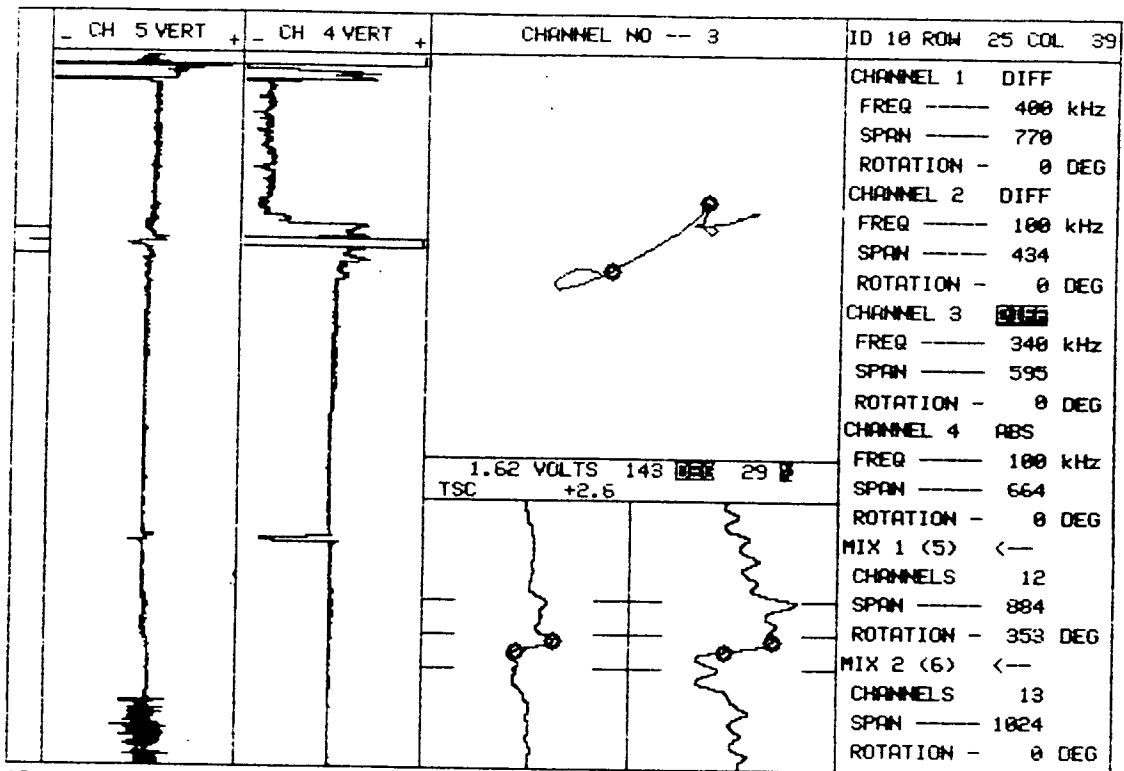 _ CH 5 VERT +
_ CH 4 VERT +
CHANNEL NO -- 3
ID 10 ROW 25 COL 39
CHANNEL 1 DIFF
FREQ ----- 400 kHz
SPAN ----- 770
ROTATION - 0 DEG
CHANNEL 2 DIFF
FREQ ----- 100 kHz
SPAN ----- 434
ROTATION - 0 DEG
CHANNEL 3 DIFF
FREQ ----- 340 kHz
SPAN ----- 595
ROTATION - 0 DEG
CHANNEL 4 ABS
FREQ ----- 100 kHz
SPAN ----- 664
ROTATION - 0 DEG
MIX 1 (5) <--
CHANNELS 12
SPAN ----- 884
ROTATION - 353 DEG
MIX 2 (6) <--
CHANNELS 13
SPAN ----- 1024
ROTATION - 0 DEG
1.62 VOLTS 143 DEG 29
TSC +2.6